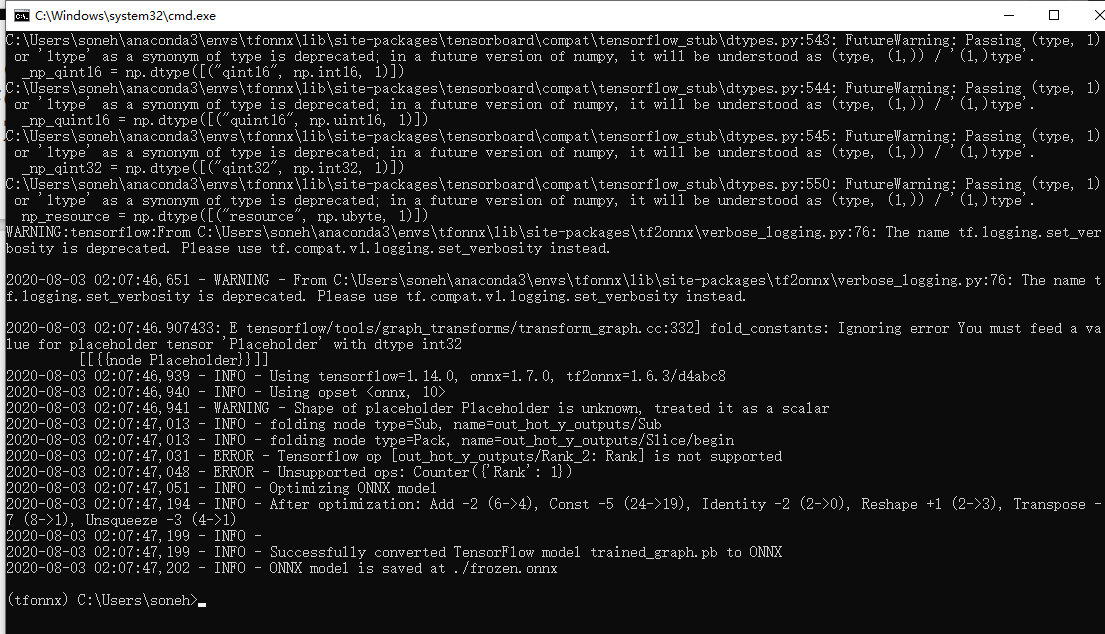 C:\Windows\system32\cmd.exe
C:\Users\soneh\anaconda3\envs\tfonnx\lib\site-packages\tensorboard\compat\tensorflow_stub\dtypes.py:543: FutureWarning: Passing (type, 1)
 or '1type' as a synonym of type is deprecated; in a future version of numpy, it will be understood as (type, (1,)) / '(1,)type'.
  _np_qint16 = np.dtype([("qint16", np.int16, 1)])
C:\Users\soneh\anaconda3\envs\tfonnx\lib\site-packages\tensorboard\compat\tensorflow_stub\dtypes.py:544: FutureWarning: Passing (type, 1)
 or '1type' as a synonym of type is deprecated; in a future version of numpy, it will be understood as (type, (1,)) / '(1,)type'.
  _np_quint16 = np.dtype([("quint16", np.uint16, 1)])
C:\Users\soneh\anaconda3\envs\tfonnx\lib\site-packages\tensorboard\compat\tensorflow_stub\dtypes.py:545: FutureWarning: Passing (type, 1)
 or '1type' as a synonym of type is deprecated; in a future version of numpy, it will be understood as (type, (1,)) / '(1,)type'.
  _np_qint32 = np.dtype([("qint32", np.int32, 1)])
C:\Users\soneh\anaconda3\envs\tfonnx\lib\site-packages\tensorboard\compat\tensorflow_stub\dtypes.py:550: FutureWarning: Passing (type, 1)
 or '1type' as a synonym of type is deprecated; in a future version of numpy, it will be understood as (type, (1,)) / '(1,)type'.
  np_resource = np.dtype([("resource", np.ubyte, 1)])
WARNING:tensorflow:From C:\Users\soneh\anaconda3\envs\tfonnx\lib\site-packages\tf2onnx\verbose_logging.py:76: The name tf.logging.set_ver
bosity is deprecated. Please use tf.compat.v1.logging.set_verbosity instead.
2020-08-03 02:07:46,651 - WARNING - From C:\Users\soneh\anaconda3\envs\tfonnx\lib\site-packages\tf2onnx\verbose_logging.py:76: The name t
f.logging.set_verbosity is deprecated. Please use tf.compat.v1.logging.set_verbosity instead.
2020-08-03 02:07:46.907433: E tensorflow/tools/graph_transforms/transform_graph.cc:332] fold_constants: Ignoring error You must feed a va
lue for placeholder tensor 'Placeholder' with dtype int32
         [[{{node Placeholder}}]]
2020-08-03 02:07:46,939 - INFO - Using tensorflow=1.14.0, onnx=1.7.0, tf2onnx=1.6.3/d4abc8
2020-08-03 02:07:46,940 - INFO - Using opset <onnx, 10>
2020-08-03 02:07:46,941 - WARNING - Shape of placeholder Placeholder is unknown, treated it as a scalar
2020-08-03 02:07:47,013 - INFO - folding node type=Sub, name=out_hot_y_outputs/Sub
2020-08-03 02:07:47,013 - INFO - folding node type=Pack, name=out_hot_y_outputs/Slice/begin
2020-08-03 02:07:47,031 - ERROR - Tensorflow op [out_hot_y_outputs/Rank_2: Rank] is not supported
2020-08-03 02:07:47,048 - ERROR - Unsupported ops: Counter({'Rank': 1})
2020-08-03 02:07:47,051 - INFO - Optimizing ONNX model
2020-08-03 02:07:47,194 - INFO - After optimization: Add -2 (6->4), Const -5 (24->19), Identity -2 (2->0), Reshape +1 (2->3), Transpose -
7 (8->1), Unsqueeze -3 (4->1)
2020-08-03 02:07:47,199 - INFO -
2020-08-03 02:07:47,199 - INFO - Successfully converted TensorFlow model trained_graph.pb to ONNX
2020-08-03 02:07:47,202 - INFO - ONNX model is saved at ./frozen.onnx
(tfonnx) C:\Users\soneh>